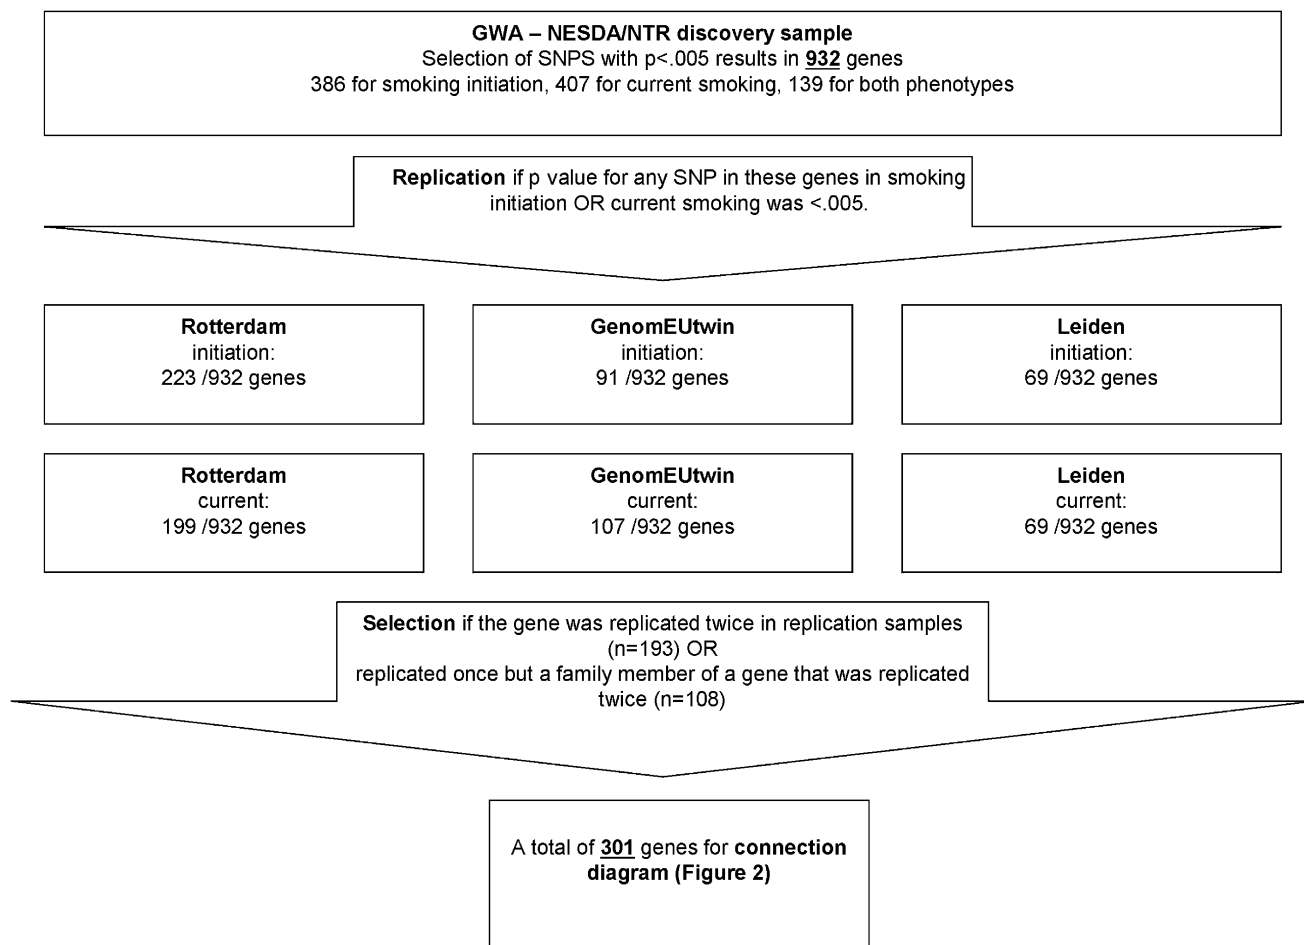 GWA – NESDA/NTR discovery sample
Selection of SNPS with p<.005 results in 932 genes
386 for smoking initiation, 407 for current smoking, 139 for both phenotypes
Replication if p value for any SNP in these genes in smoking
initiation OR current smoking was <.005.
Rotterdam
initiation:
223 /932 genes
GenomEUtwin
initiation:
91 /932 genes
Leiden
initiation:
69 /932 genes
Rotterdam
current:
199 /932 genes
GenomEUtwin
current:
107 /932 genes
Leiden
current:
69 /932 genes
Selection if the gene was replicated twice in replication samples
(n=193) OR
replicated once but a family member of a gene that was replicated
twice (n=108)
A total of 301 genes for connection
diagram (Figure 2)